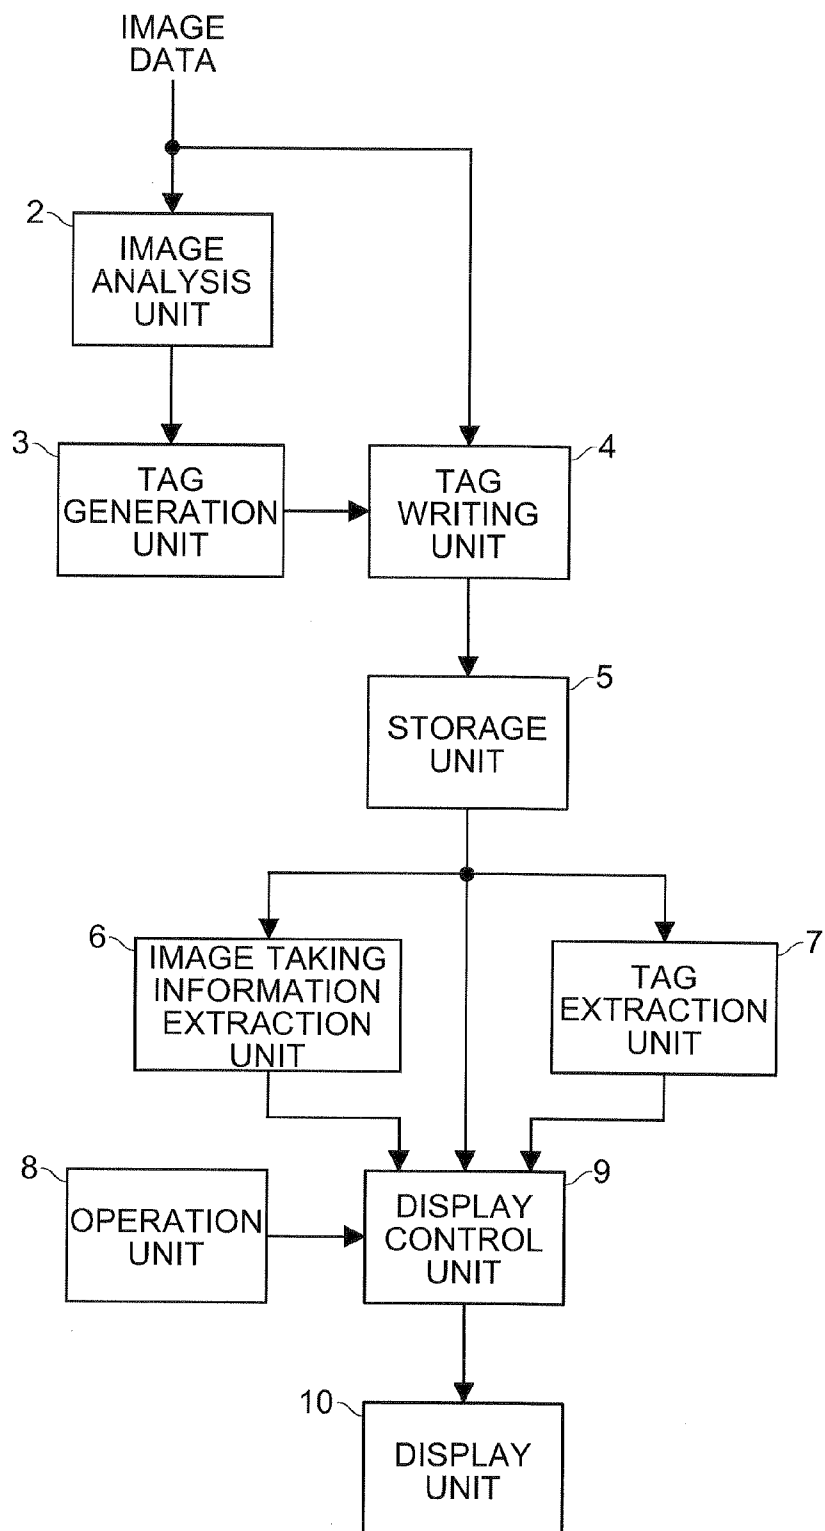 IMAGE
DATA
2
IMAGE
ANALYSIS
UNIT
3
TAG
GENERATION
UNIT
4
TAG
WRITING
UNIT
5
STORAGE
UNIT
6
IMAGE TAKING
INFORMATION
EXTRACTION
UNIT
7
TAG
EXTRACTION
UNIT
8
OPERATION
UNIT
9
DISPLAY
CONTROL
UNIT
10
DISPLAY
UNIT